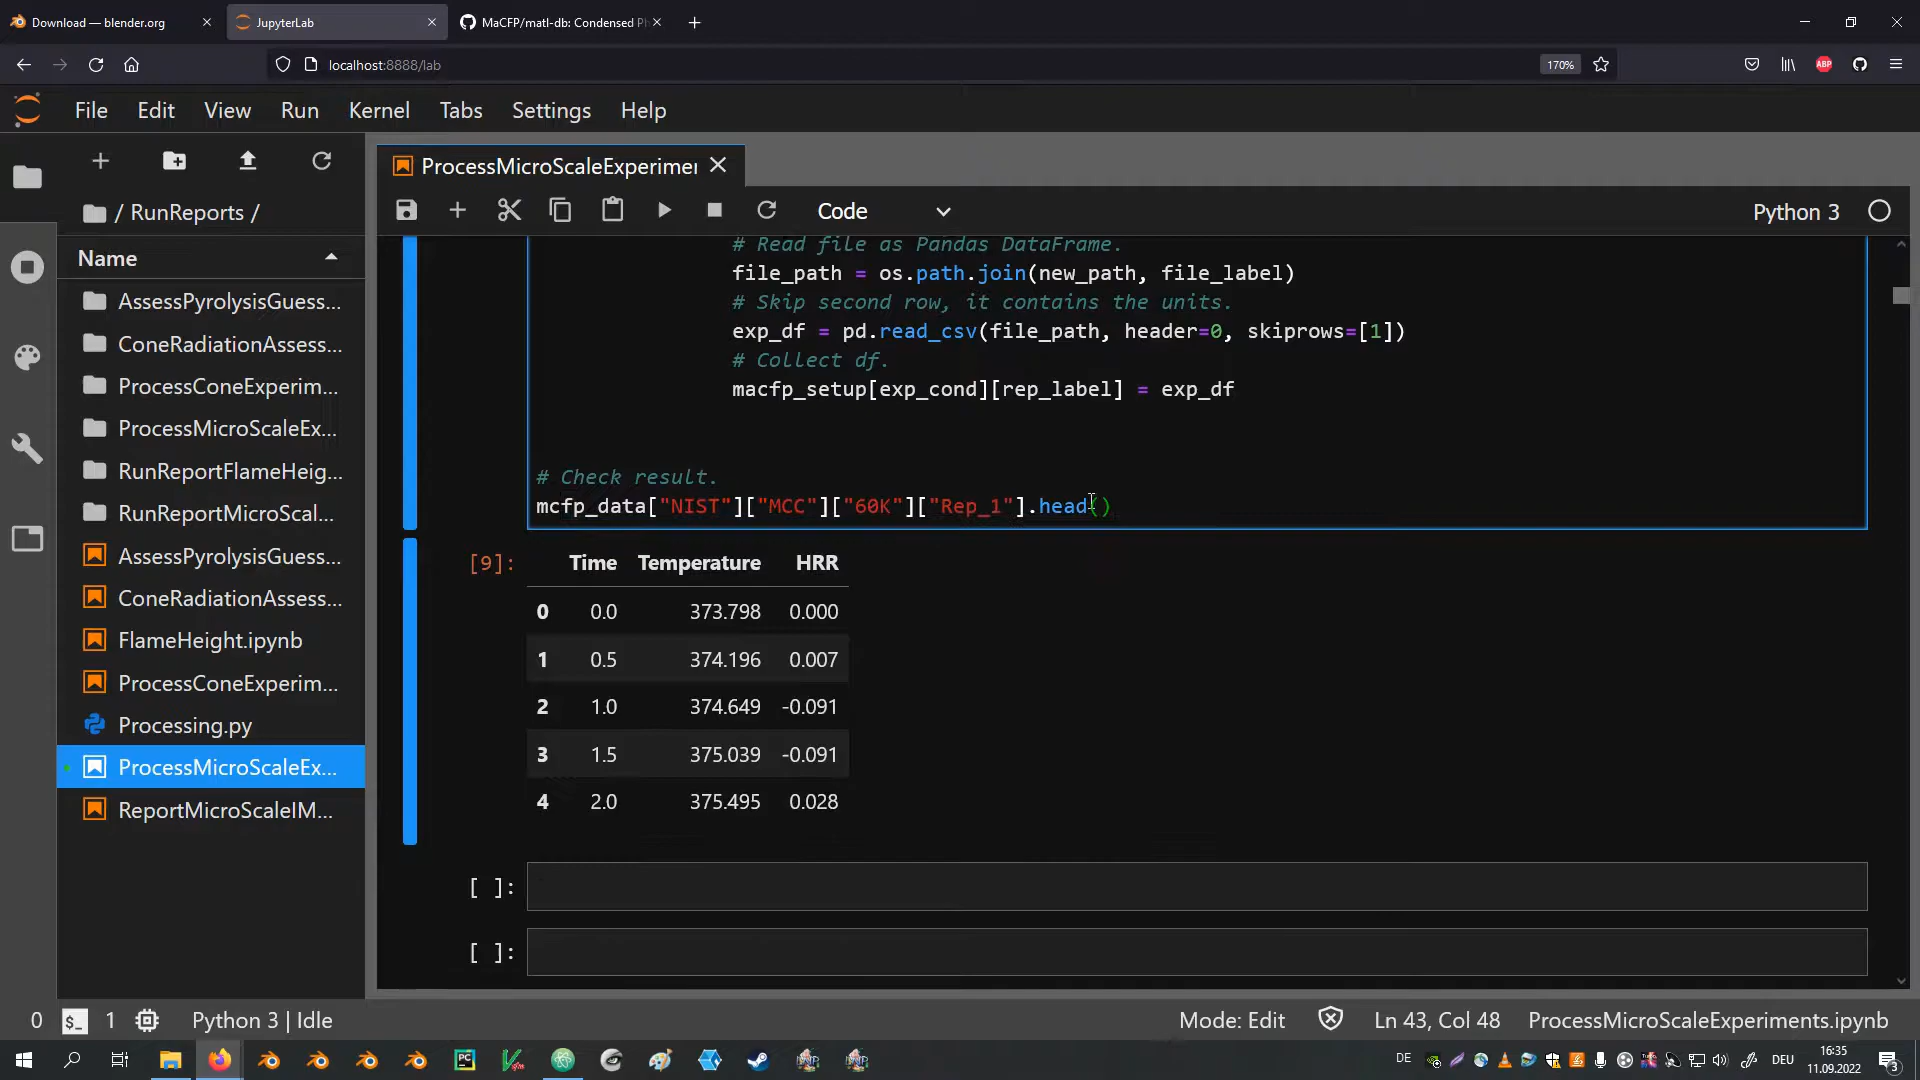 Download — blender.org
JupyterLab
MaCFP/matl-db: Condensed Ph
localhost:8888/lab
170%
ABP
File Edit View Run Kernel Tabs Settings Help
/ RunReports /
Name
AssessPyrolysisGuess...
ConeRadiationAssess...
ProcessConeExperim...
ProcessMicroScaleEx...
RunReportFlameHeig...
RunReportMicroScal...
AssessPyrolysisGuess...
ConeRadiationAssess...
FlameHeight.ipynb
ProcessConeExperim...
Processing.py
ProcessMicroScaleEx...
ReportMicroScaleIM...
ProcessMicroScaleExperimen
Code
Python 3
# Read file as Pandas DataFrame.
file_path = os.path.join(new_path, file_label)
# Skip second row, it contains the units.
exp_df = pd.read_csv(file_path, header=0, skiprows=[1])
# Collect df.
macfp_setup[exp_cond][rep_label] = exp_df
# Check result.
mcfp_data["NIST"]["MCC"]["60K"]["Rep_1"].head()
[9]:
Time Temperature HRR
0 0.0 373.798 0.000
1 0.5 374.196 0.007
2 1.0 374.649 -0.091
3 1.5 375.039 -0.091
4 2.0 375.495 0.028
[ ]:
[ ]:
0 $_ 1 Python 3 | Idle
Mode: Edit Ln 43, Col 48 ProcessMicroScaleExperiments.ipynb
PC
DE
DEU
16:35
11.09.2022
3